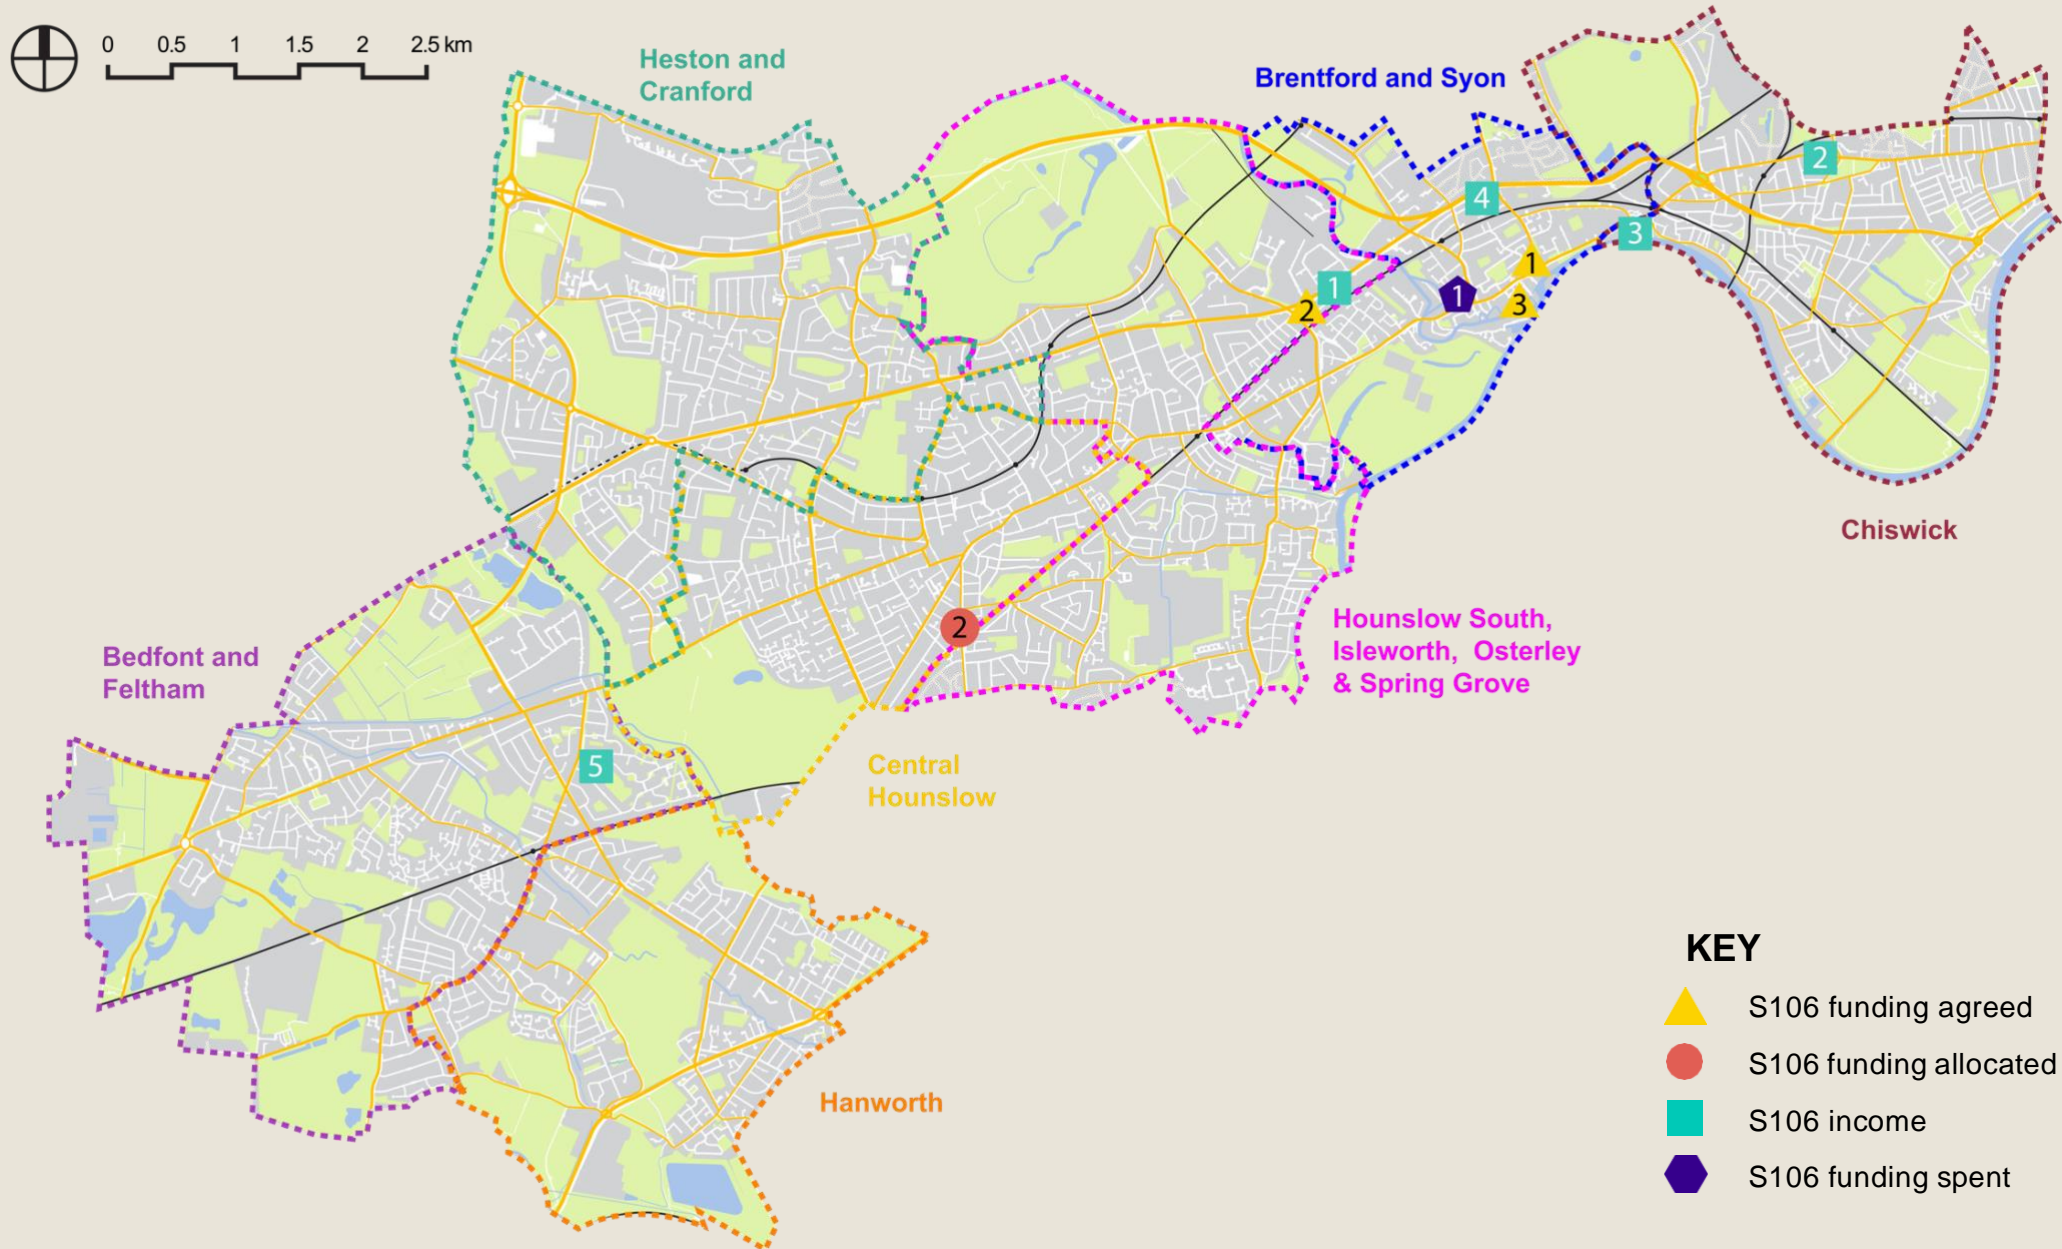 0 0.5 1 1.5 2 2.5 km
Heston and
Cranford
Brentford and Syon
2
4
3
1
1
2
1
3
Chiswick
2
Hounslow South,
Isleworth, Osterley
& Spring Grove
Bedfont and
Feltham
5
Central
Hounslow
Hanworth
KEY
S106 funding agreed
S106 funding allocated
S106 income
S106 funding spent